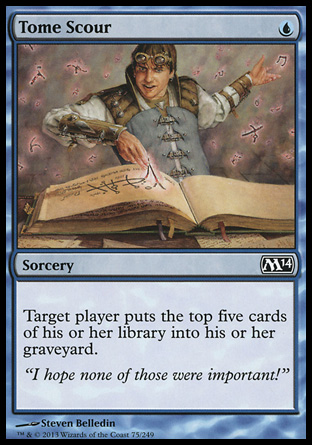 Tome Scour
Sorcery
M14
Target player puts the top five cards
of his or her library into his or her
graveyard.
“I hope none of those were important!”
Steven Belledin
™ & © 2013 Wizards of the Coast 75/249